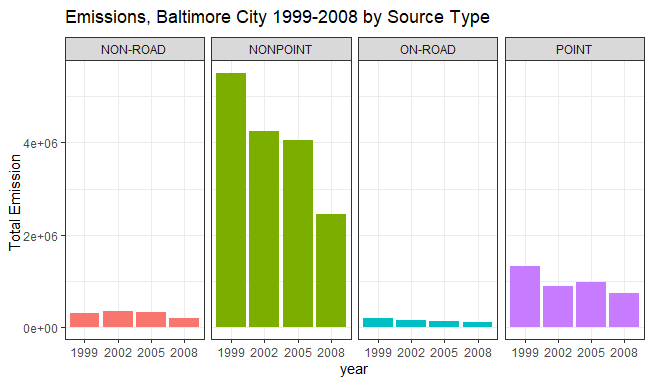 Emissions, Baltimore City 1999-2008 by Source Type
NON-ROAD NONPOINT ON-ROAD POINT
Total Emission
4e+06
2e+06
0e+00
1999 2002 2005 2008 1999 2002 2005 2008 1999 2002 2005 2008 1999 2002 2005 2008
year